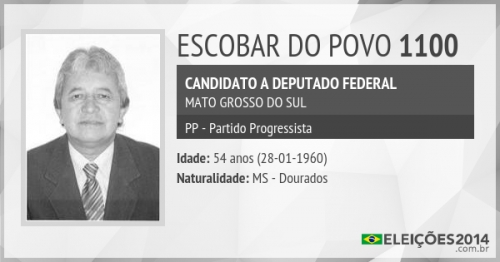 ESCOBAR DO POVO 1100
CANDIDATO A DEPUTADO FEDERAL
MATO GROSSO DO SUL
PP - Partido Progressista
Idade: 54 anos (28-01-1960)
Naturalidade: MS - Dourados
ELEIÇÕES2014
.com.br